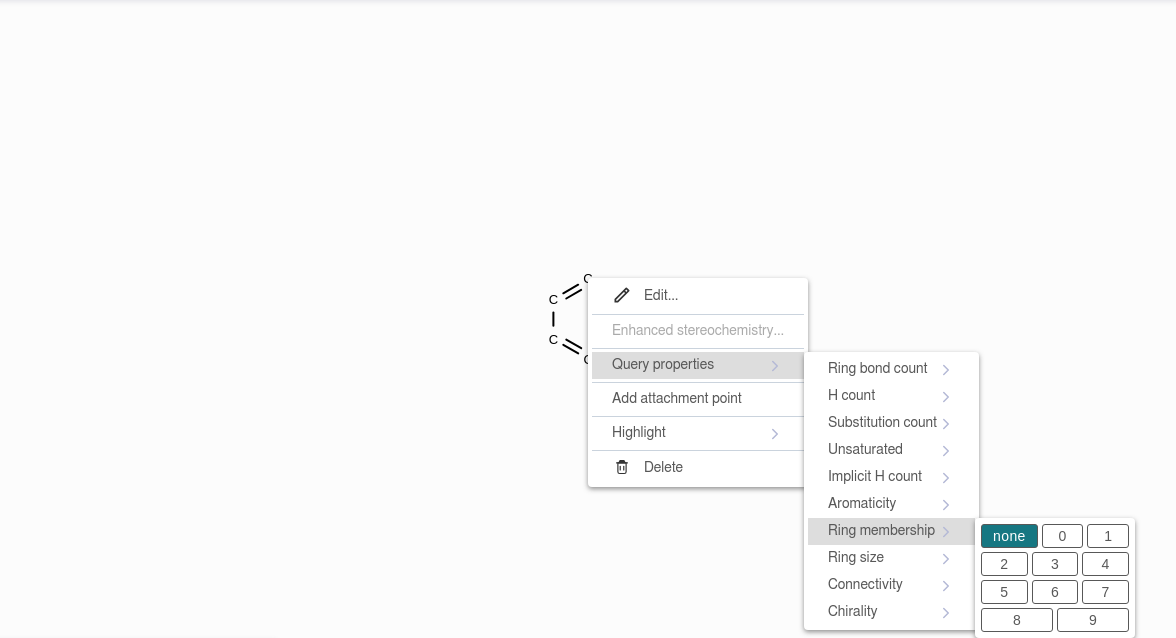 C
C
C
C
Edit...
Enhanced stereochemistry...
Query properties
Add attachment point
Highlight
Delete
Ring bond count
H count
Substitution count
Unsaturated
Implicit H count
Aromaticity
Ring membership
Ring size
Connectivity
Chirality
none 0 1
2 3 4
5 6 7
8 9